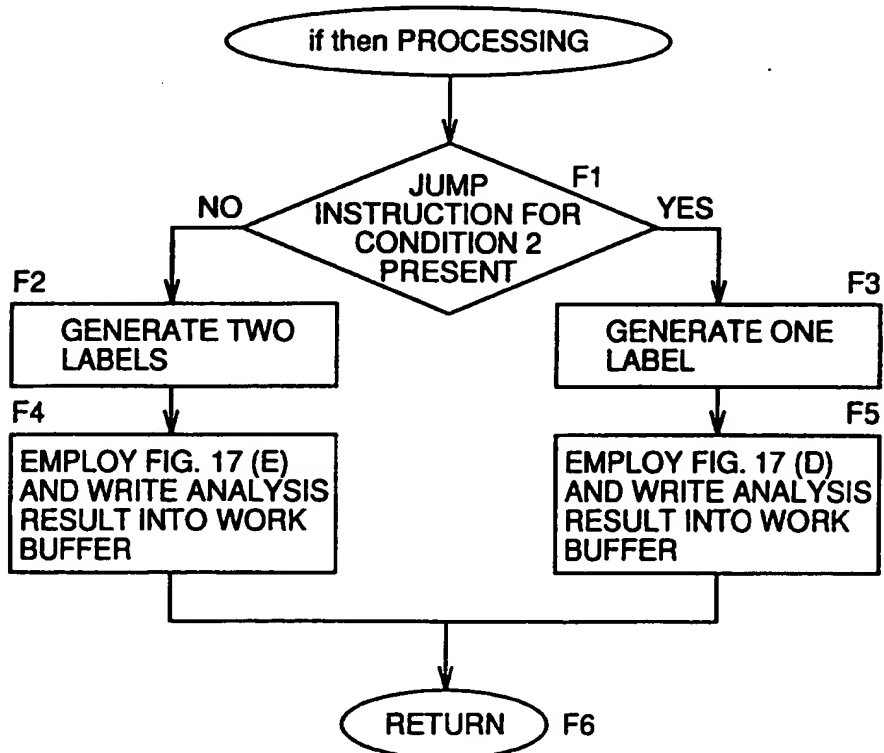 if then PROCESSING
F1
JUMP
INSTRUCTION FOR
CONDITION 2
PRESENT
NO
YES
F2
GENERATE TWO
LABELS
F3
GENERATE ONE
LABEL
F4
EMPLOY FIG. 17 (E)
AND WRITE ANALYSIS
RESULT INTO WORK
BUFFER
F5
EMPLOY FIG. 17 (D)
AND WRITE ANALYSIS
RESULT INTO WORK
BUFFER
RETURN
F6